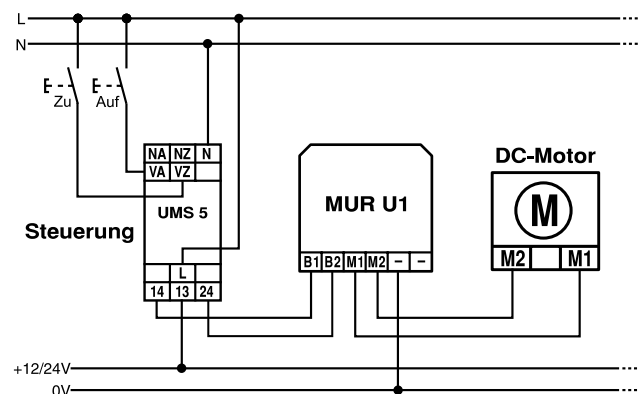 L
N
Zu
Auf
NA NZ N
VA VZ
UMS 5
Steuerung
L
14 13 24
MUR U1
B1 B2 M1 M2 – –
DC-Motor
M
M2 M1
+12/24V
0V